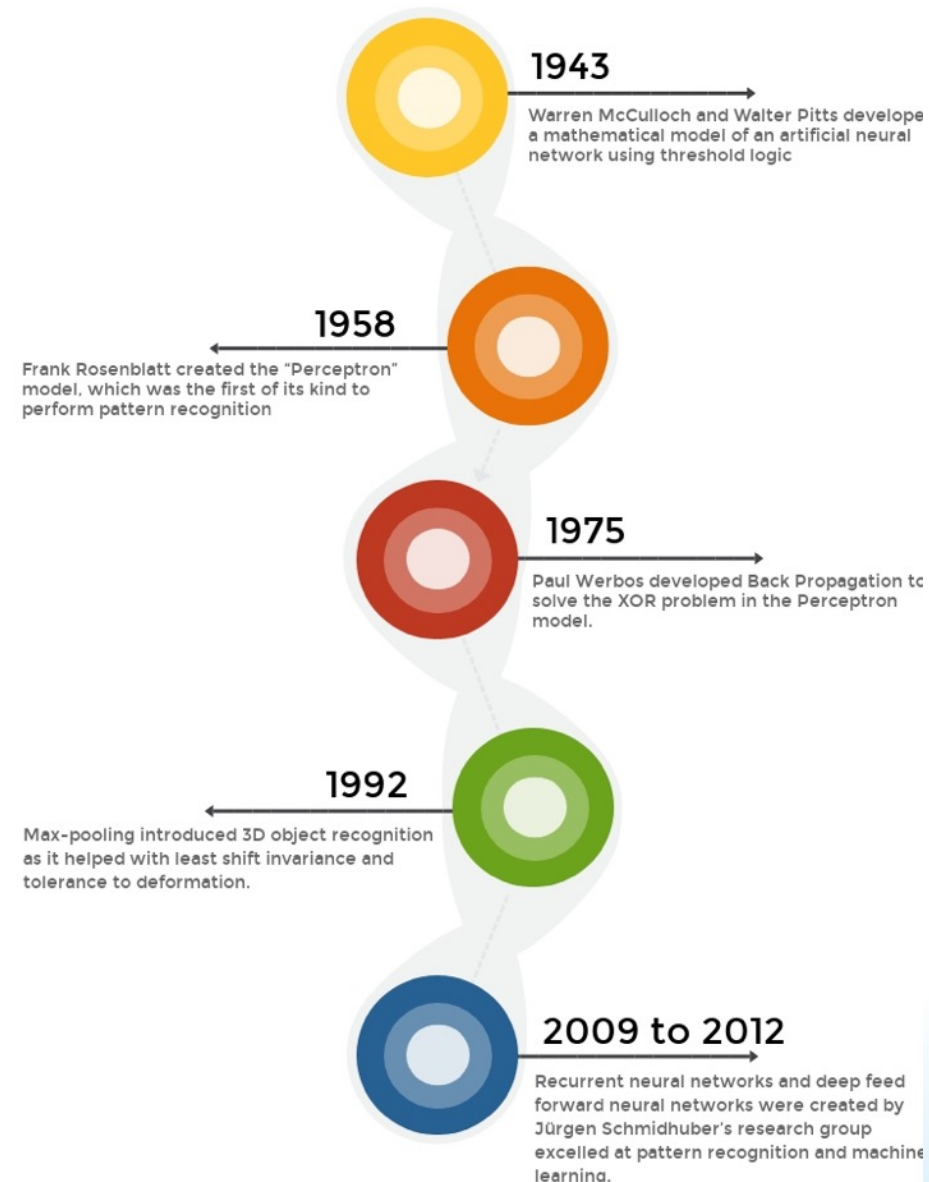 1943
Warren McCulloch and Walter Pitts develope
a mathematical model of an artificial neural
network using threshold logic
1958
Frank Rosenblatt created the "Perceptron"
model, which was the first of its kind to
perform pattern recognition
1975
Paul Werbos developed Back Propagation to
solve the XOR problem in the Perceptron
model.
1992
Max-pooling introduced 3D object recognition
as it helped with least shift invariance and
tolerance to deformation.
2009 to 2012
Recurrent neural networks and deep feed
forward neural networks were created by
Jürgen Schmidhuber's research group
excelled at pattern recognition and machine
learning.